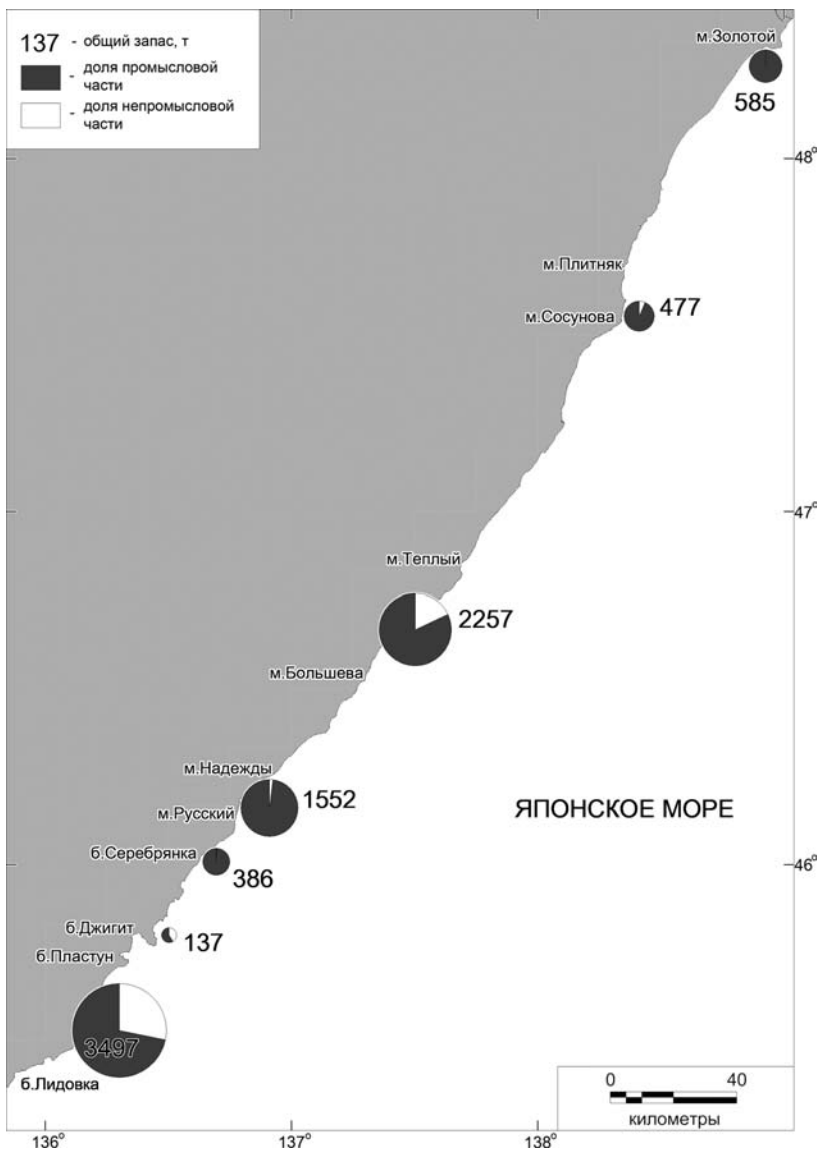 137 - общий запас, т
- доля промысловой
части
- доля непромысловой
части
м.Золотой
585
48°
м.Плитняк
м.Сосунова
477
47°
м.Теплый
2257
м.Большева
м.Надежды
1552
м.Русский
ЯПОНСКОЕ МОРЕ
б.Серебрянка
386
46°
б.Джигит
137
б.Пластун
3497
б.Лидовка
0 40
километры
136° 137° 138°